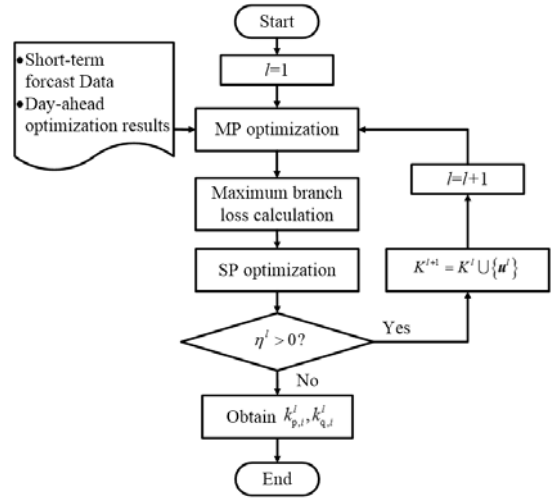 Start
l=1
•Short-term
forcast Data
•Day-ahead
optimization results
MP optimization
l=l+1
Maximum branch
loss calculation
SP optimization
K^{l+1} = K^l ∪ {u^l}
η^l > 0?
Yes
No
Obtain k^l_{p,i}, k^l_{q,i}
End